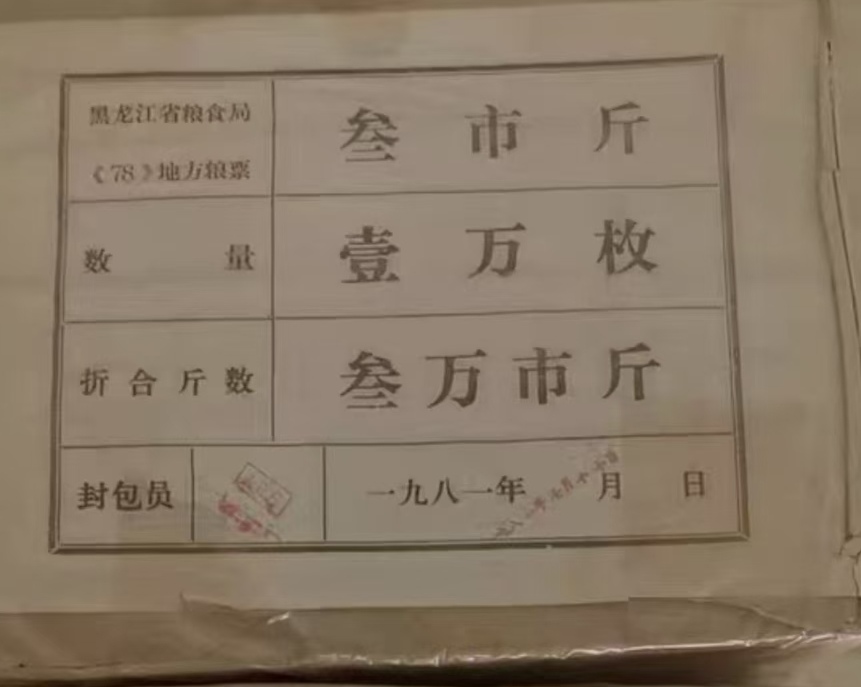 黑龙江省粮食局
《78》地方粮票
叁市斤
数量
壹万枚
折合斤数
叁万市斤
封包员
一九八一年 月 日